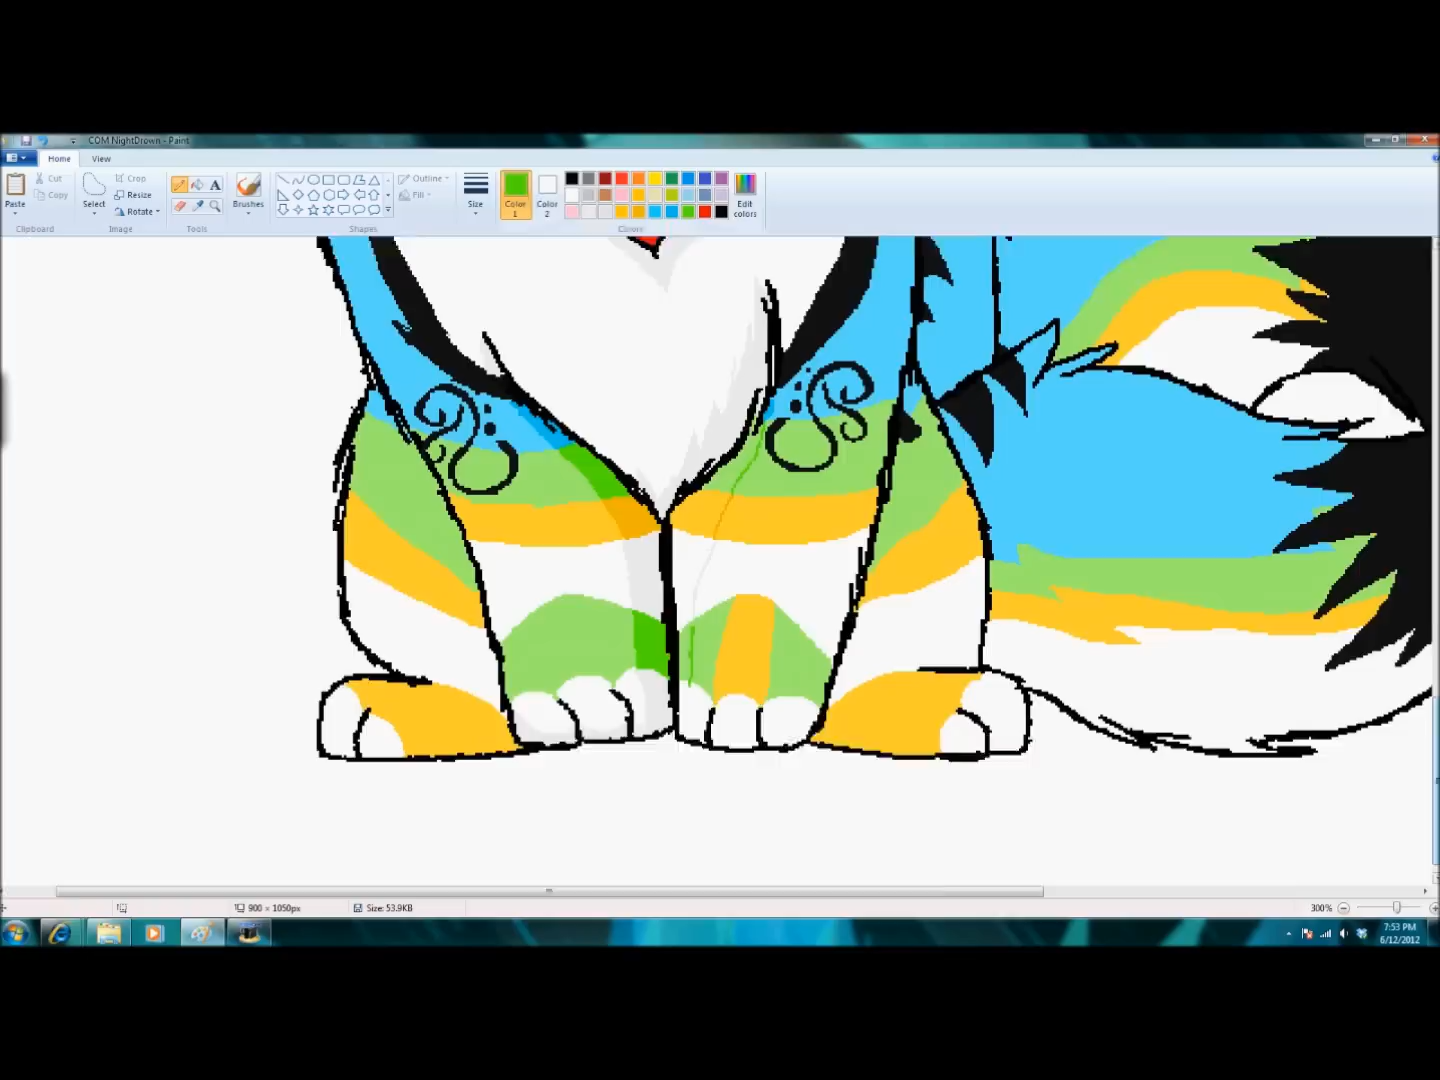 COM NightDrown - Paint
Home View
Paste
Cut
Copy
Clipboard
Select
Crop
Resize
Rotate
Image
A
Tools
Brushes
Outline
Fill
Shapes
Size
Color 1
Color 2
Colors
Edit colors
900 × 1050px
Size: 53.9KB
300%
7:53 PM
6/12/2012